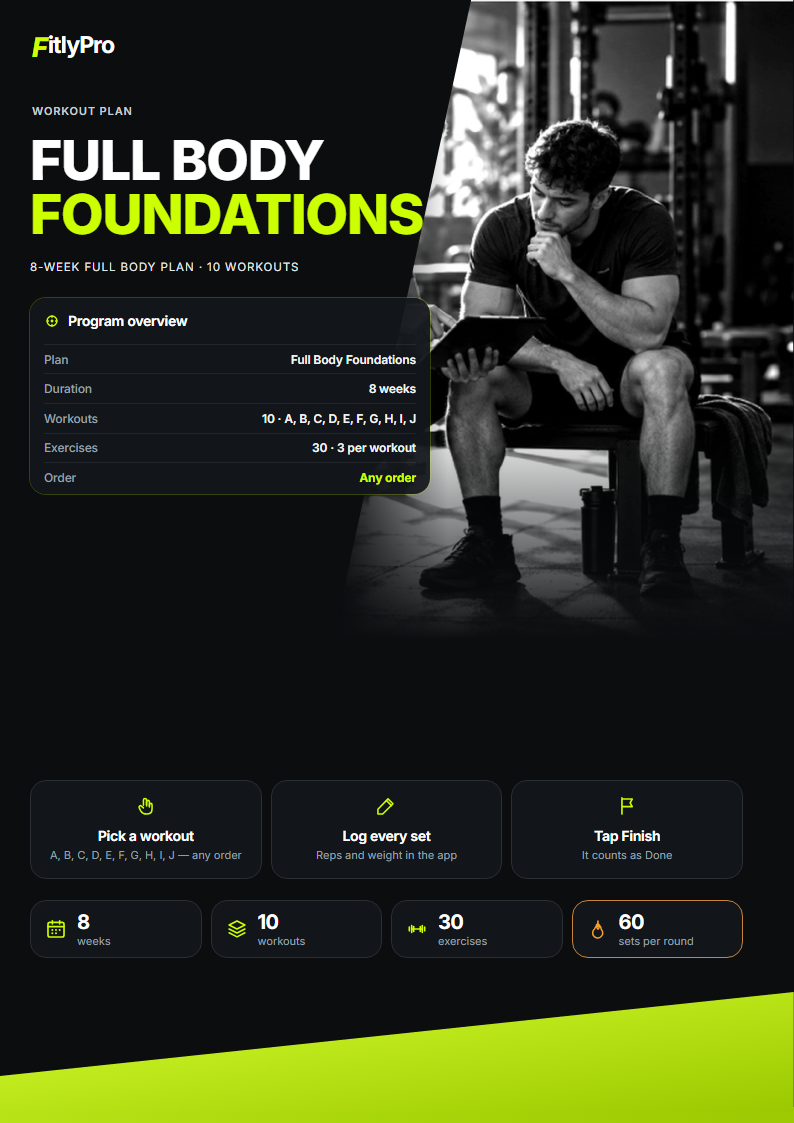 FitlyPro
WORKOUT PLAN
FULL BODY
FOUNDATIONS
8-WEEK FULL BODY PLAN · 10 WORKOUTS
Program overview
Plan Full Body Foundations
Duration 8 weeks
Workouts 10 · A, B, C, D, E, F, G, H, I, J
Exercises 30 · 3 per workout
Order Any order
Pick a workout
A, B, C, D, E, F, G, H, I, J — any order
Log every set
Reps and weight in the app
Tap Finish
It counts as Done
8
weeks
10
workouts
30
exercises
60
sets per round